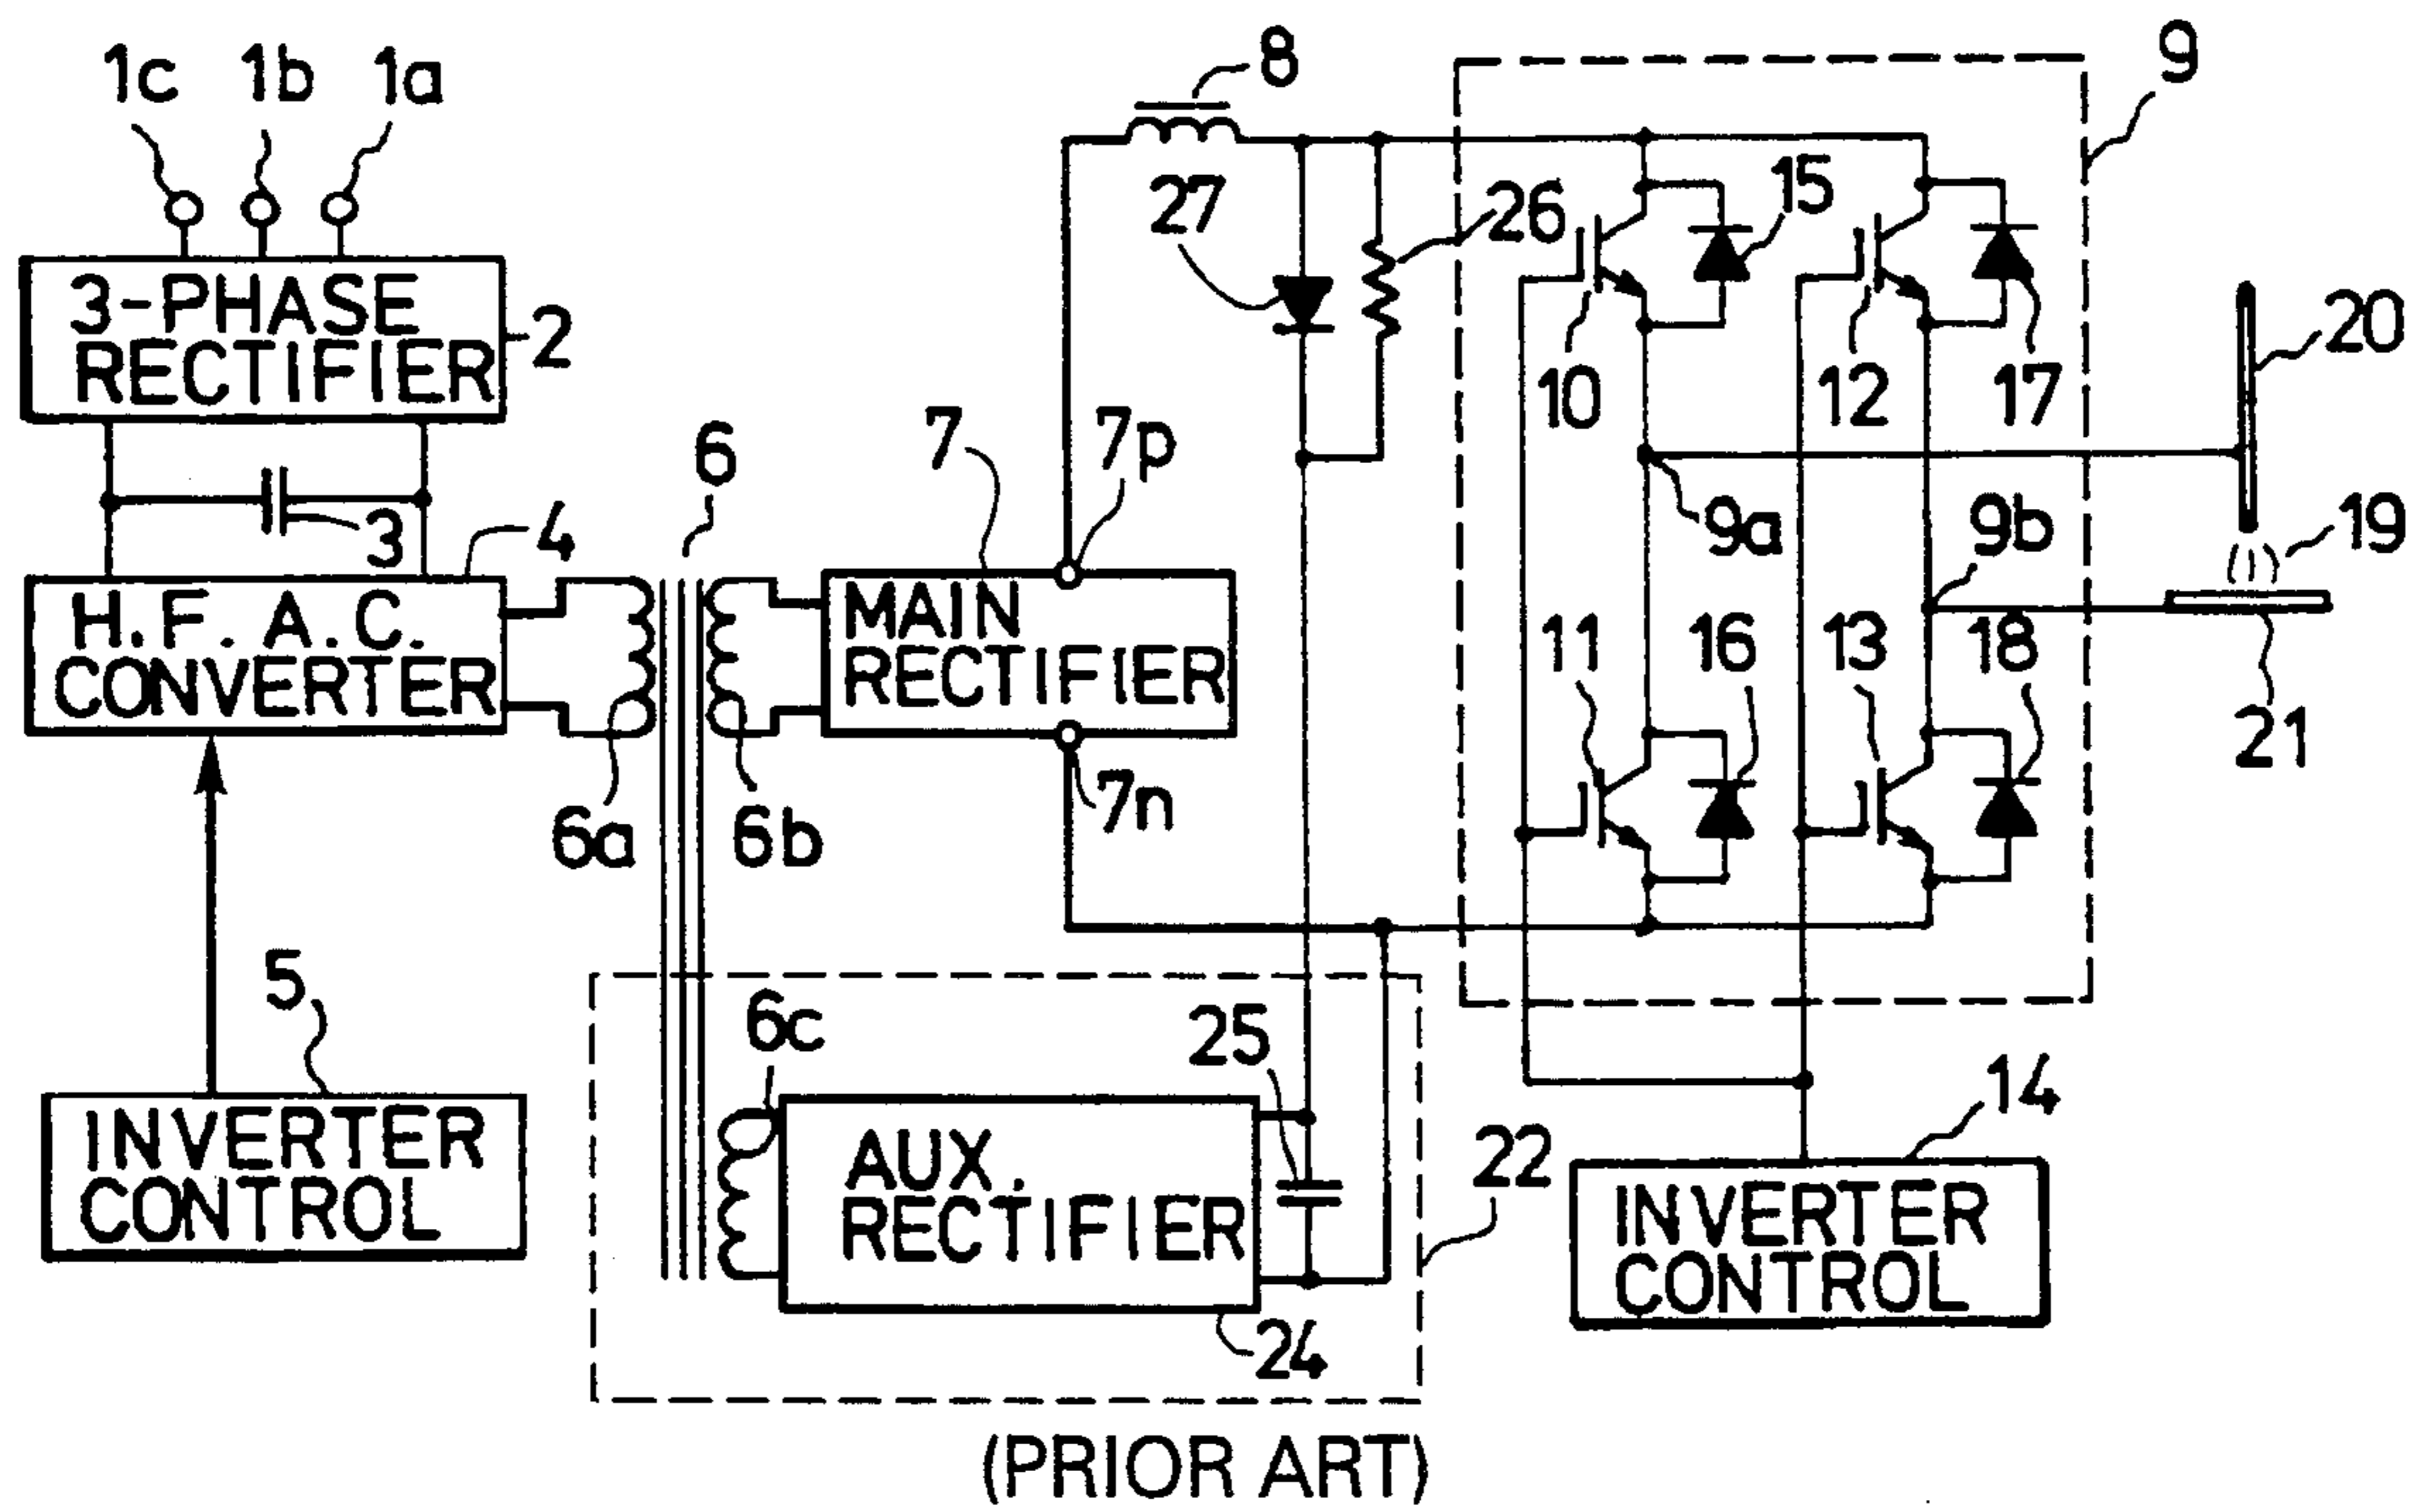 1c 1b 1a
8
9
27
26
15
3-PHASE
RECTIFIER
2
20
10
12
17
6
7
7p
3
4
9a
9b
19
H.F. A.C.
CONVERTER
MAIN
RECTIFIER
11
16
13
18
21
6a
6b
7n
5
6c
25
14
INVERTER
CONTROL
AUX.
RECTIFIER
22
INVERTER
CONTROL
24
(PRIOR ART)